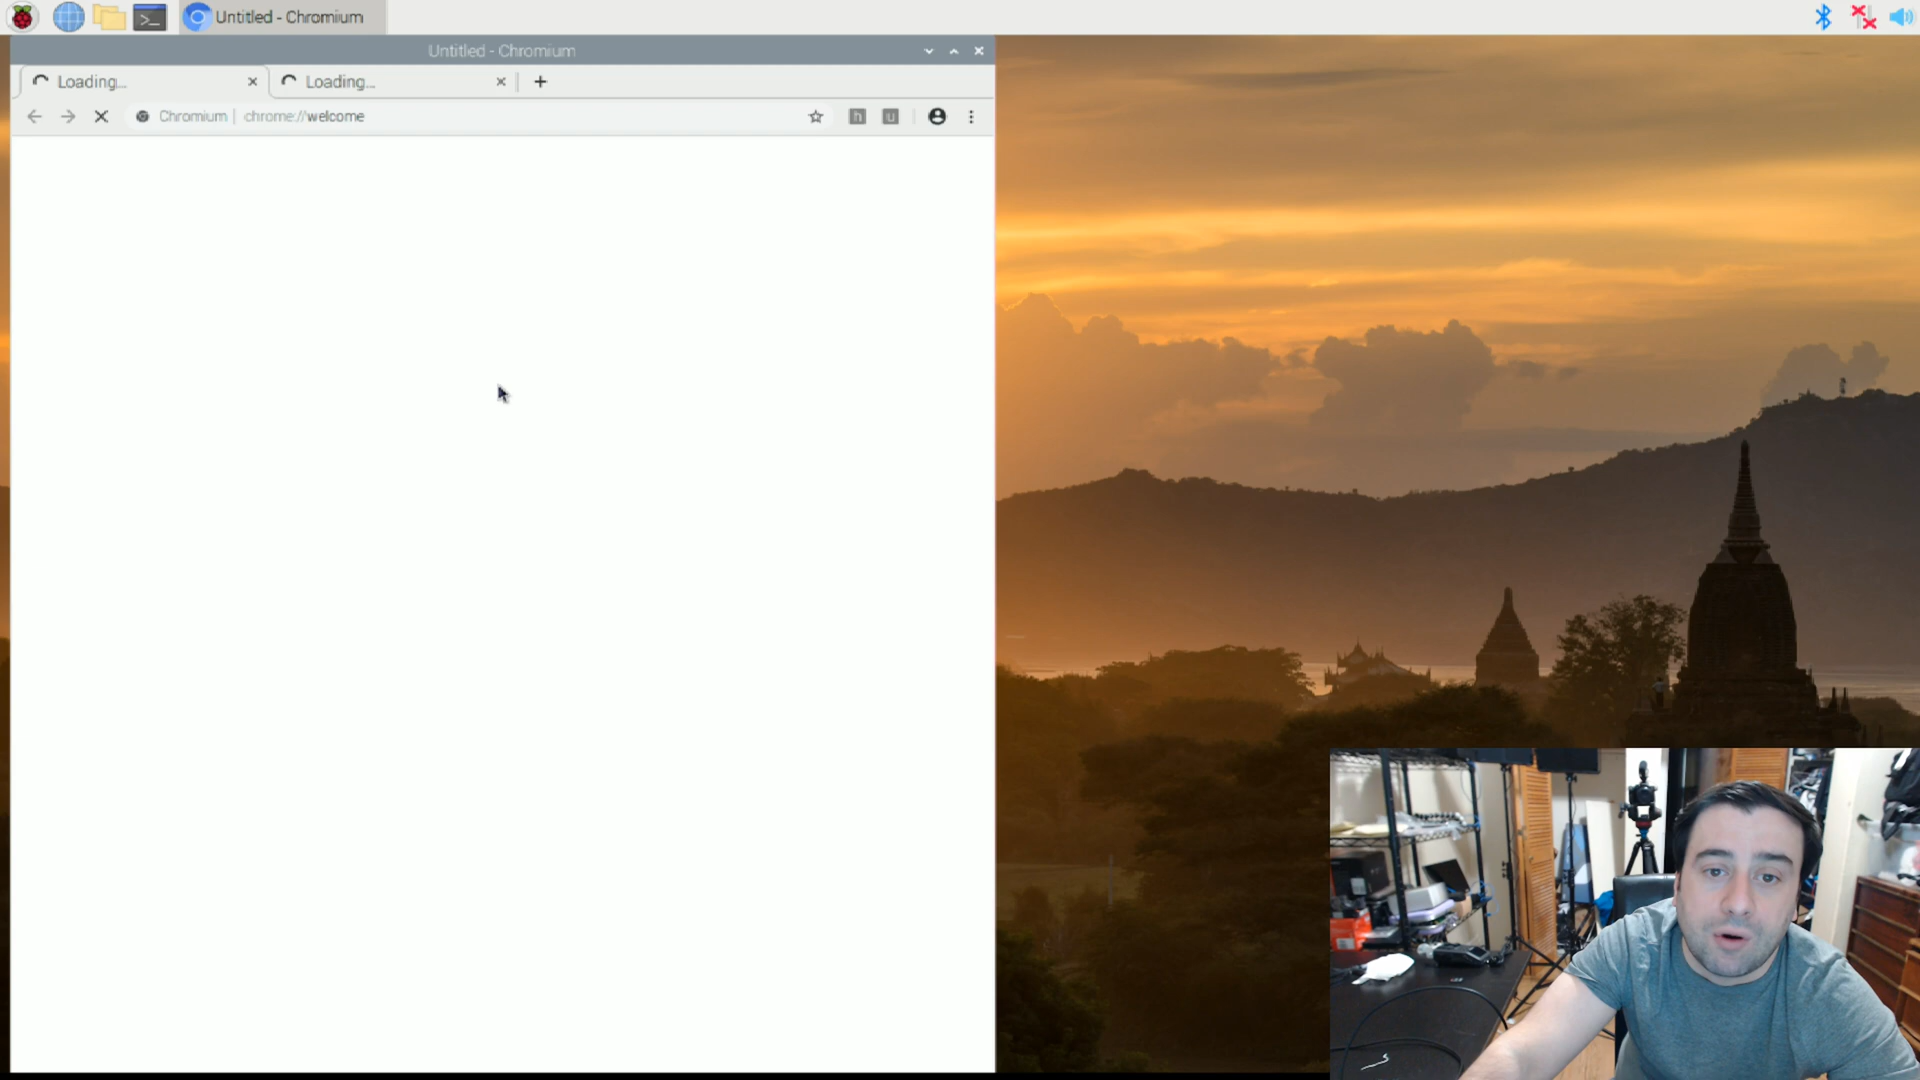 Untitled - Chromium
Untitled - Chromium
Loading...
Loading...
Chromium | chrome://welcome
h
u